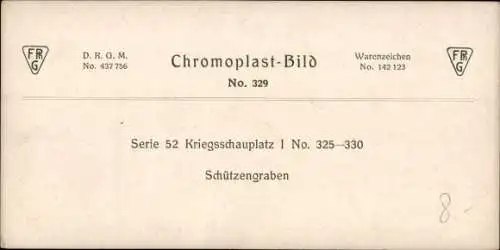 FRG
D. R. G. M.
No. 437 756
Chromoplast-Bild
No. 329
Warenzeichen
No. 142 123
FRG
Serie 52 Kriegsschauplatz I No. 325—330
Schützengraben
8.-